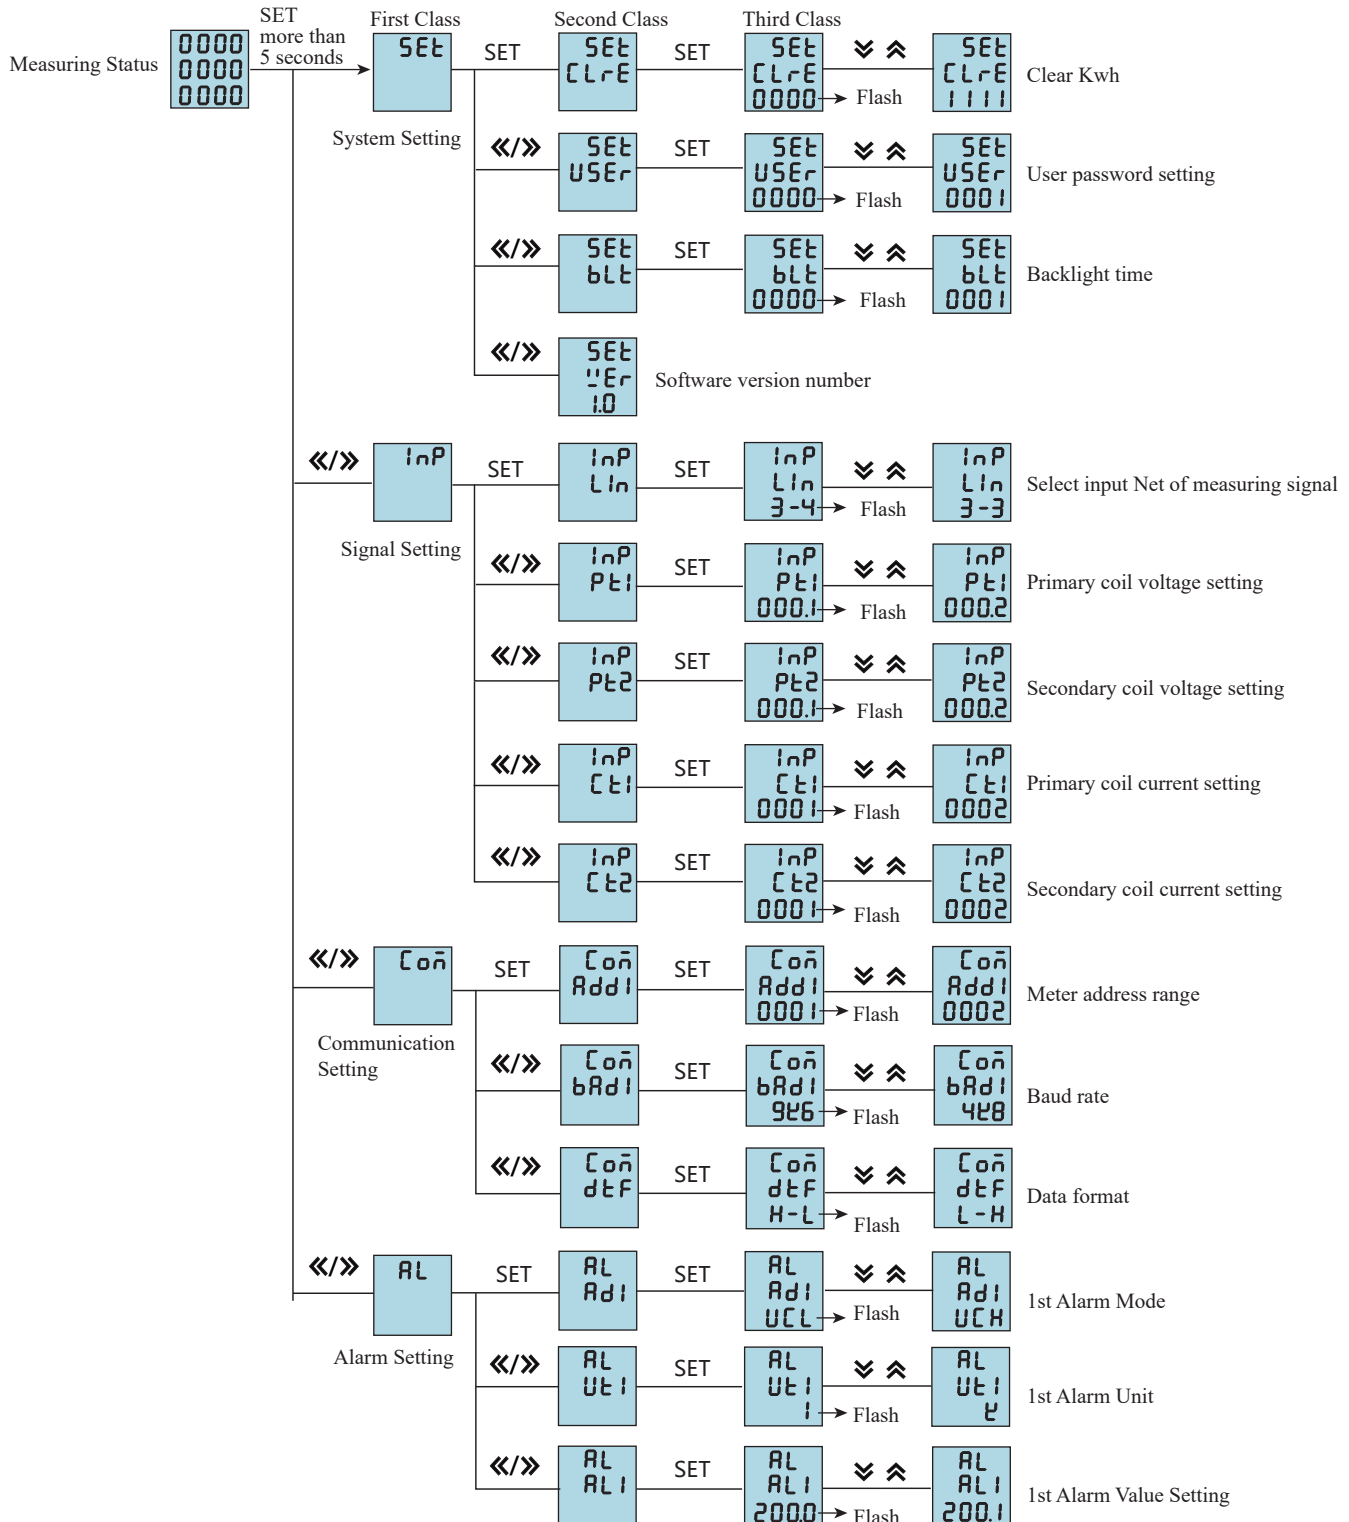 SET
more than
5 seconds
First Class
Second Class
Third Class
Measuring Status
0000
0000
0000
SEt
SET
SEt
CLrE
SET
SEt
CLrE
0000
Flash
SEt
CLrE
1111
Clear Kwh
System Setting
SEt
USEr
SET
SEt
USEr
0000
Flash
SEt
USEr
0001
User password setting
SEt
bLt
SET
SEt
bLt
0000
Flash
SEt
bLt
0001
Backlight time
SEt
Er
1.0
Software version number
InP
SET
InP
LIn
SET
InP
LIn
3-4
Flash
InP
LIn
3-3
Select input Net of measuring signal
Signal Setting
InP
Pt1
SET
InP
Pt1
000.1
Flash
InP
Pt1
000.2
Primary coil voltage setting
InP
Pt2
SET
InP
Pt2
000.1
Flash
InP
Pt2
000.2
Secondary coil voltage setting
InP
Ct1
SET
InP
Ct1
0001
Flash
InP
Ct1
0002
Primary coil current setting
InP
Ct2
SET
InP
Ct2
0001
Flash
InP
Ct2
0002
Secondary coil current setting
Con
SET
Con
Add1
SET
Con
Add1
0001
Flash
Con
Add1
0002
Meter address range
Communication
Setting
Con
bAd1
SET
Con
bAd1
Flash
Con
bAd1
Baud rate
Con
dtF
SET
Con
dtF
H-L
Flash
Con
dtF
L-H
Data format
AL
SET
AL
Ad1
SET
AL
Ad1
UCL
Flash
AL
Ad1
UCH
1st Alarm Mode
Alarm Setting
AL
Ut1
SET
AL
Ut1
1
Flash
AL
Ut1
1st Alarm Unit
AL
AL1
SET
AL
AL1
200.0
Flash
AL
AL1
200.1
1st Alarm Value Setting